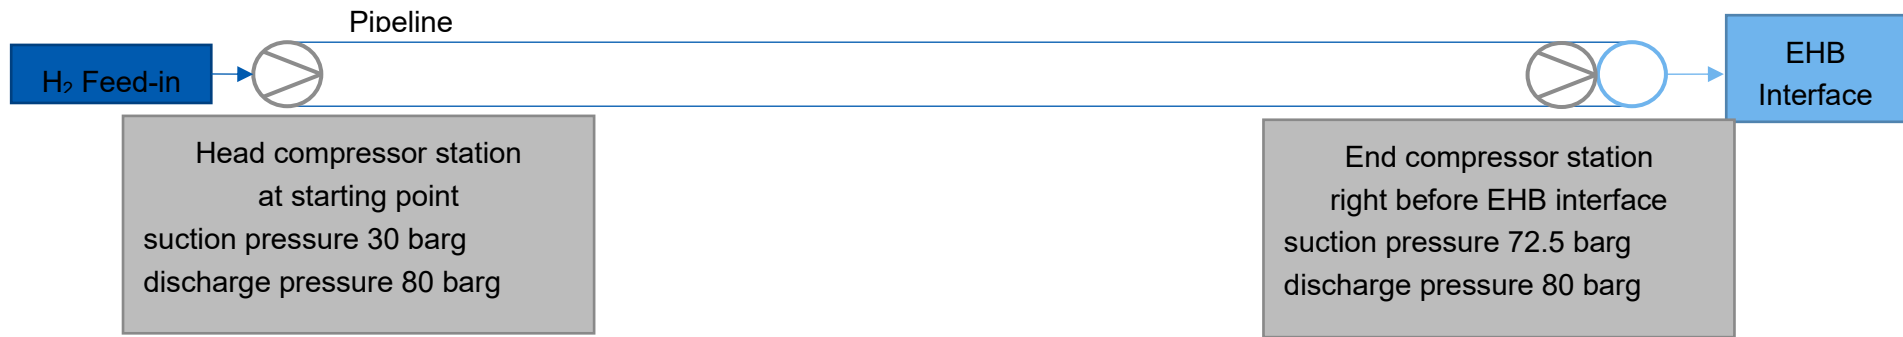 Pipeline
H₂ Feed-in
EHB
Interface
Head compressor station
at starting point
suction pressure 30 barg
discharge pressure 80 barg
End compressor station
right before EHB interface
suction pressure 72.5 barg
discharge pressure 80 barg